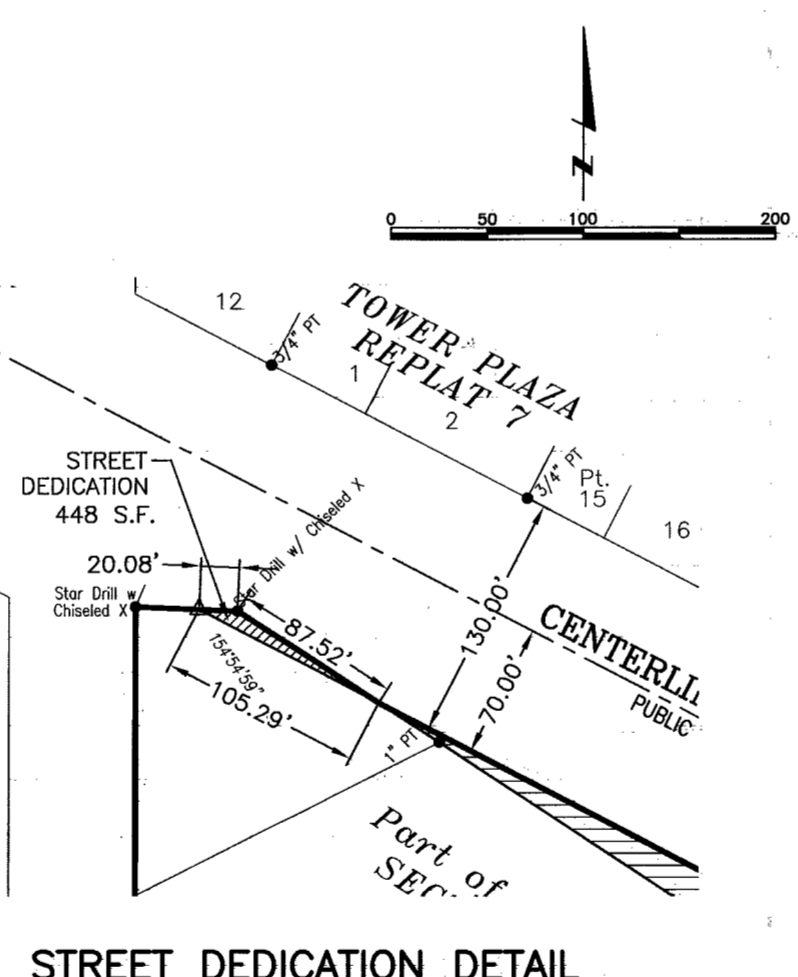 N
0 50 100 200
12
3/4" PT
TOWER PLAZA
REPLAT 7
1
2
3/4" PT
Pt.
15
16
STREET
DEDICATION
448 S.F.
20.08'
Star Drill w/
Chiseled X
Star Drill w/ Chiseled X
87.52'
154°54'59"
105.29'
130.00'
70.00'
1" PT
CENTERLI
PUBLIC
Part of
SEC
STREET DEDICATION DETAIL